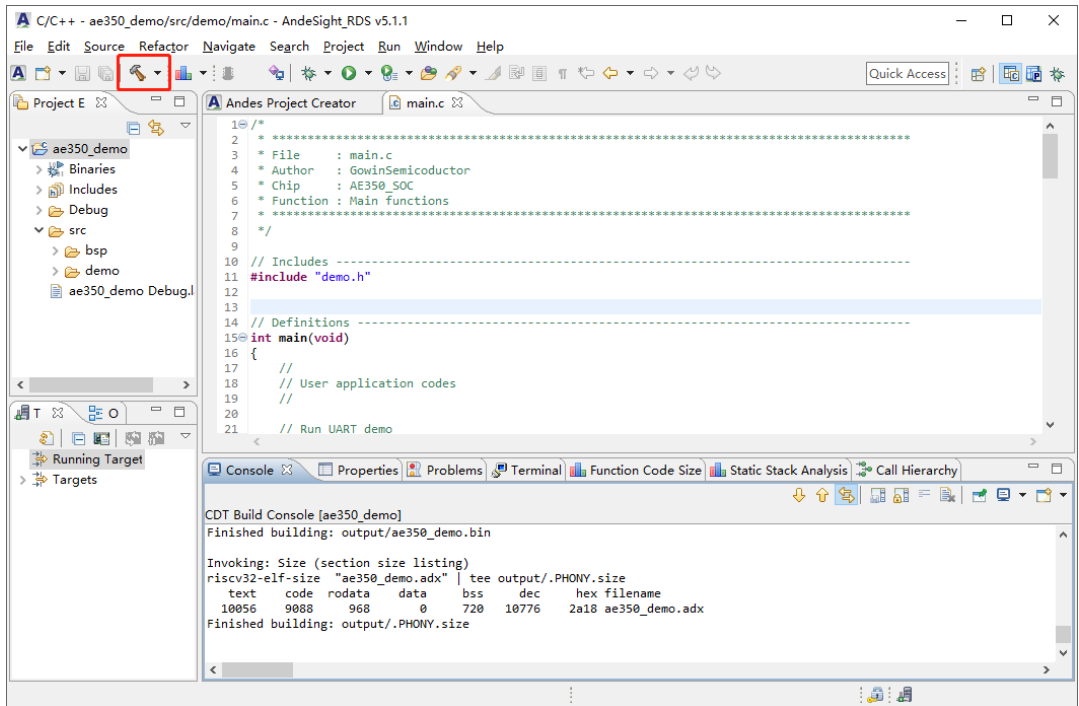 C/C++ - ae350_demo/src/demo/main.c - AndeSight_RDS v5.1.1
File Edit Source Refactor Navigate Search Project Run Window Help
Quick Access
Project E
Andes Project Creator
main.c
ae350_demo
Binaries
Includes
Debug
src
bsp
demo
ae350_demo Debug.l
1 /*
2 * ******************************************************************************************
3 * File : main.c
4 * Author : GowinSemicoductor
5 * Chip : AE350_SOC
6 * Function : Main functions
7 * ******************************************************************************************
8 */
9
10 // Includes ---------------------------------------------------------------------------------
11 #include "demo.h"
12
13
14 // Definitions ------------------------------------------------------------------------------
15 int main(void)
16 {
17 //
18 // User application codes
19 //
20
21 // Run UART demo
T
O
Running Target
Targets
Console Properties Problems Terminal Function Code Size Static Stack Analysis Call Hierarchy
CDT Build Console [ae350_demo]
Finished building: output/ae350_demo.bin
Invoking: Size (section size listing)
riscv32-elf-size "ae350_demo.adx" | tee output/.PHONY.size
text code rodata data bss dec hex filename
10056 9088 968 0 720 10776 2a18 ae350_demo.adx
Finished building: output/.PHONY.size